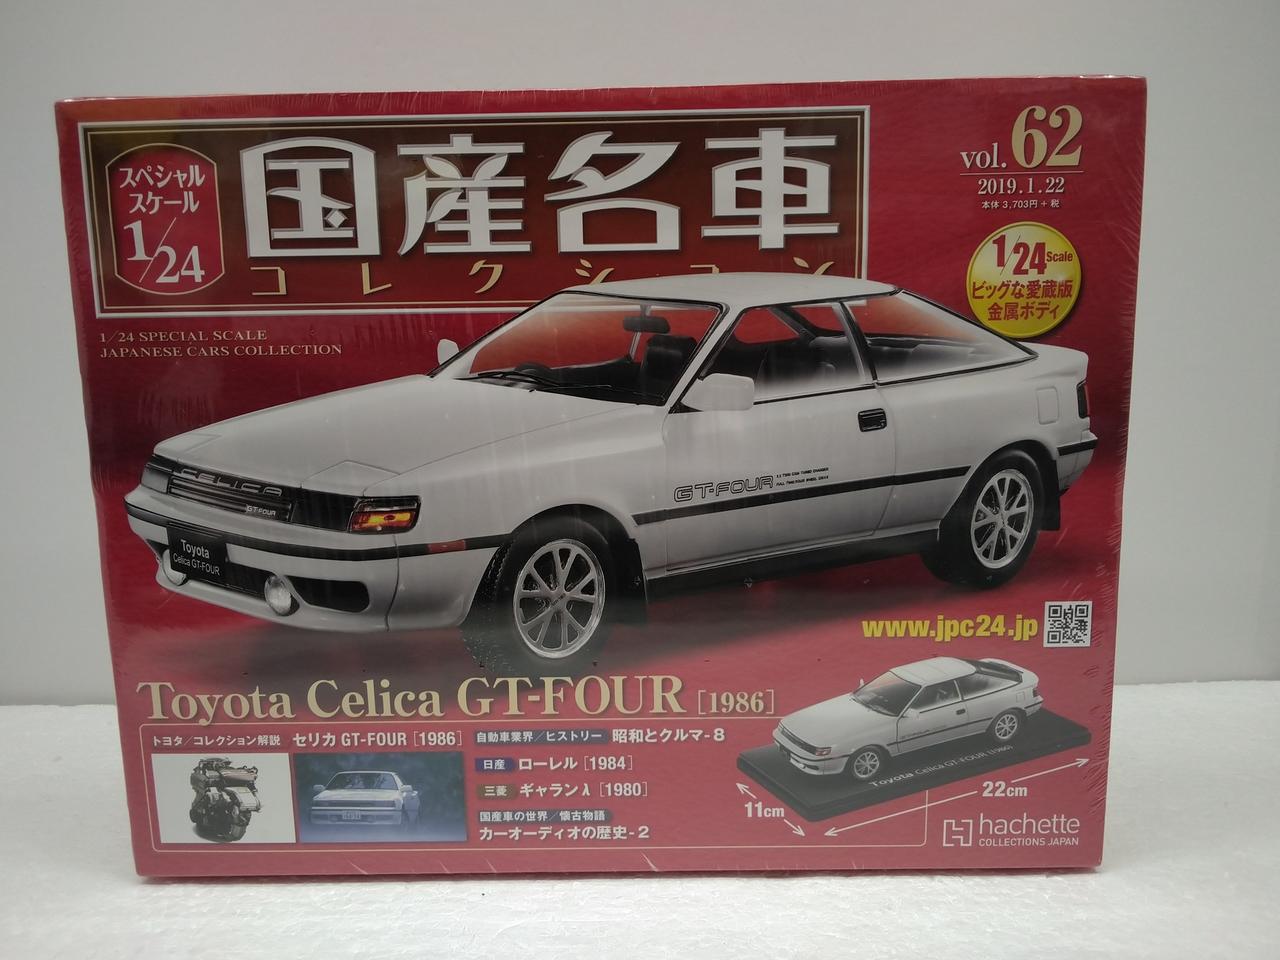 スペシャル
スケール
1/24
国産名車
コレクション
vol.62
2019.1.22
本体 3,703円+税
1/24 Scale
ビッグな愛蔵版
金属ボディ
1/24 SPECIAL SCALE
JAPANESE CARS COLLECTION
CELICA
GT-FOUR
Toyota
Celica GT-FOUR
GT-FOUR
www.jpc24.jp
Toyota Celica GT-FOUR [1986]
トヨタ/コレクション解説 セリカ GT-FOUR [1986]
自動車業界/ヒストリー 昭和とクルマ-8
日産 ローレル [1984]
三菱 ギャランλ [1980]
国産車の世界/懐古物語
カーオーディオの歴史-2
Toyota Celica GT-FOUR (1986)
11cm
22cm
hachette
COLLECTIONS JAPAN